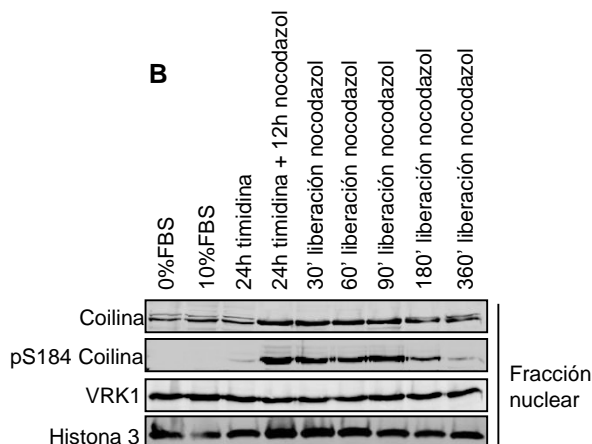 B
0%FBS
10%FBS
24h timidina
24h timidina + 12h nocodazol
30’ liberación nocodazol
60’ liberación nocodazol
90’ liberación nocodazol
180’ liberación nocodazol
360’ liberación nocodazol
Coilina
pS184 Coilina
VRK1
Histona 3
Fracción
nuclear